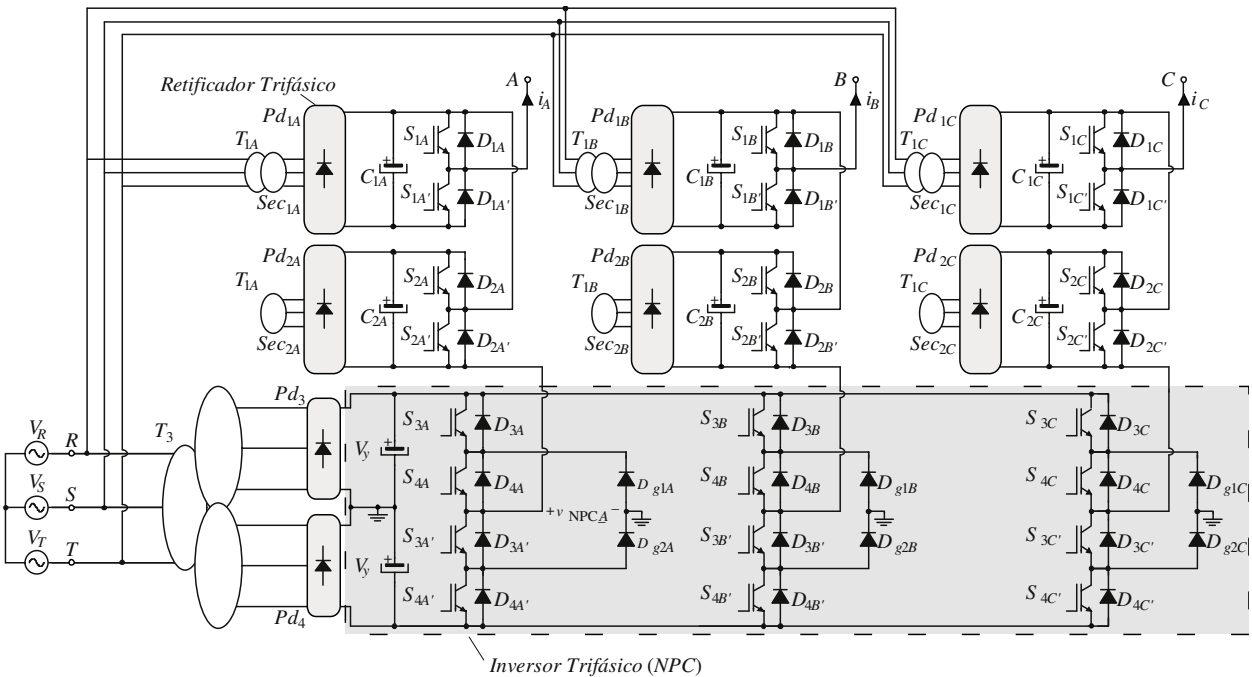 A B C
Retificador Trifásico
i_A i_B i_C
Pd_1A S_1A D_1A Pd_1B S_1B D_1B Pd_1C S_1C D_1C
T_1A T_1B T_1C
C_1A S_1A' D_1A' C_1B S_1B' D_1B' C_1C S_1C' D_1C'
Sec_1A Sec_1B Sec_1C
Pd_2A S_2A D_2A Pd_2B S_2B D_2B Pd_2C S_2C D_2C
T_1A T_1B T_1C
C_2A S_2A' D_2A' C_2B S_2B' D_2B' C_2C S_2C' D_2C'
Sec_2A Sec_2B Sec_2C
Pd_3
S_3A D_3A S_3B D_3B S_3C D_3C
V_R R T_3 + V_y
S_4A D_4A D_g1A S_4B D_4B D_g1B S_4C D_4C D_g1C
V_S S
+v NPCA −
S_3A' D_3A' D_g2A S_3B' D_3B' D_g2B S_3C' D_3C' D_g2C
V_T T + V_y
S_4A' D_4A' S_4B' D_4B' S_4C' D_4C'
Pd_4
Inversor Trifásico (NPC)